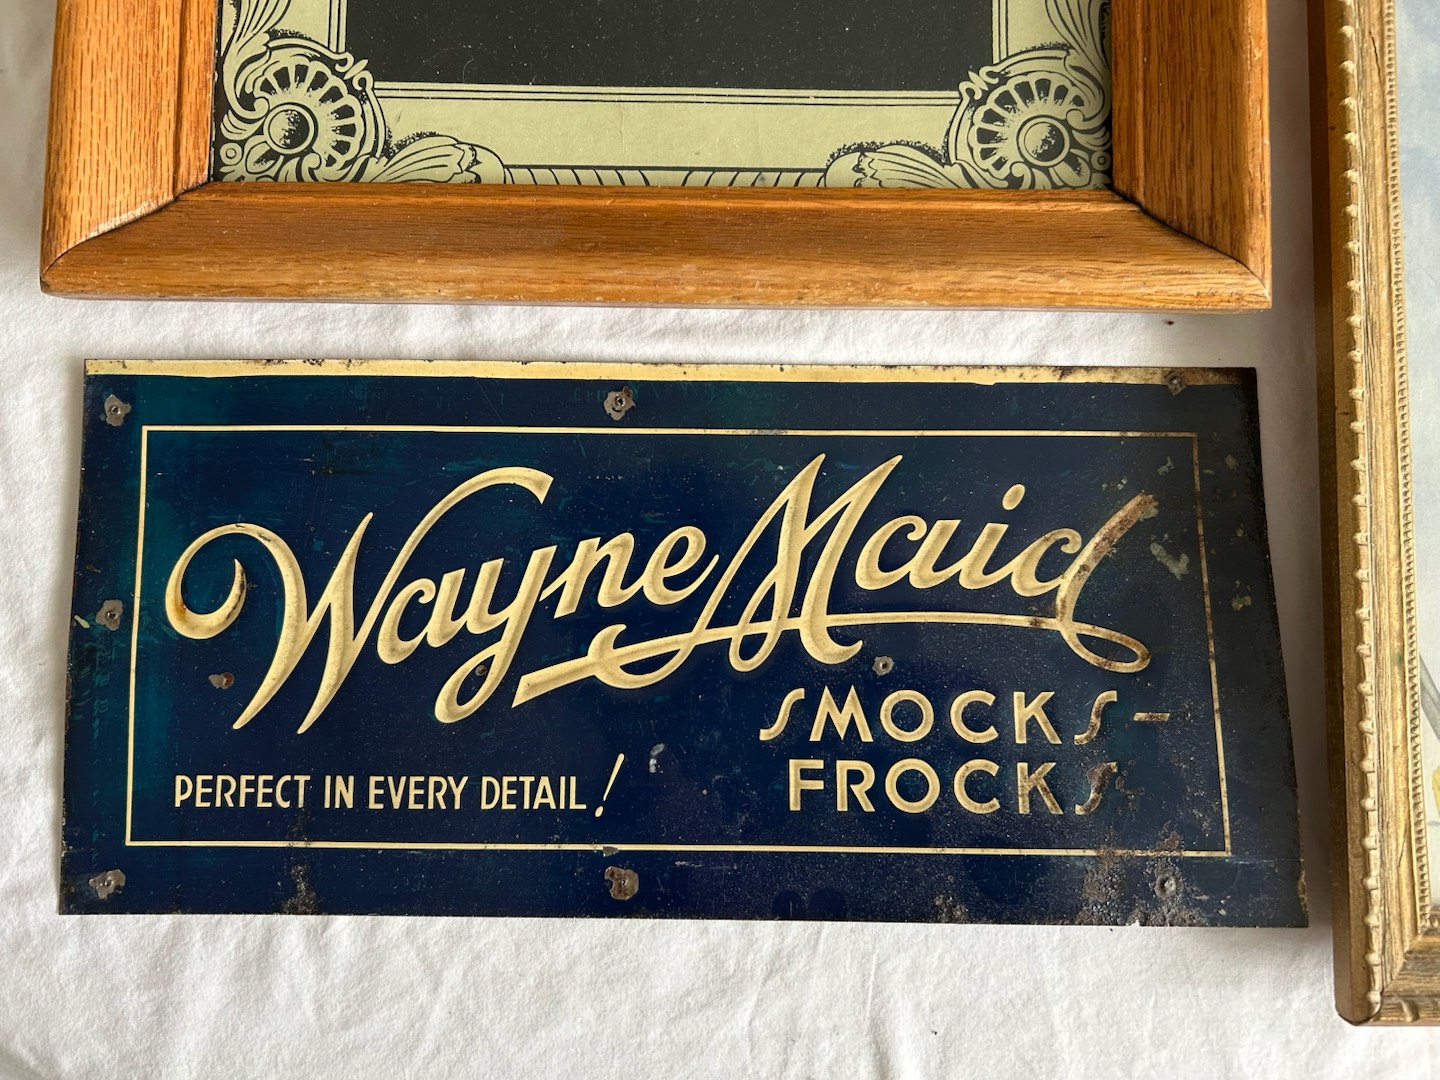 Wayne Maid
SMOCKS-
FROCKS
PERFECT IN EVERY DETAIL!